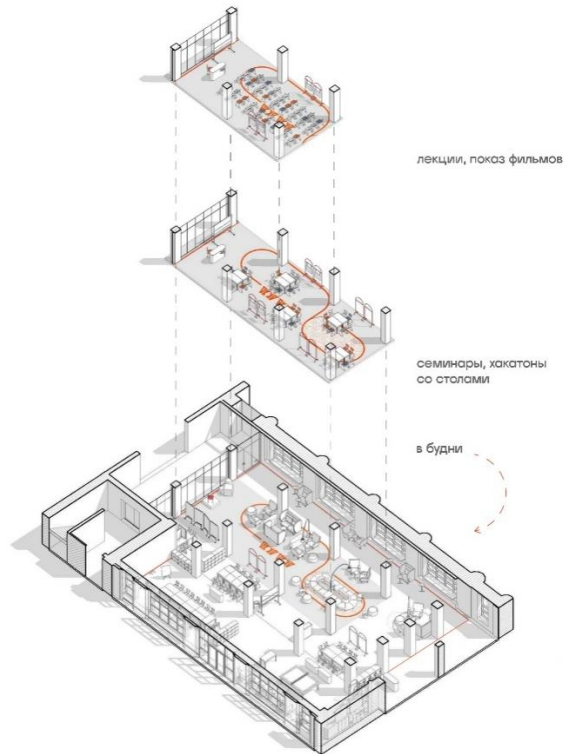 лекции, показ фильмов
семинары, хакатоны
со столами
в будни